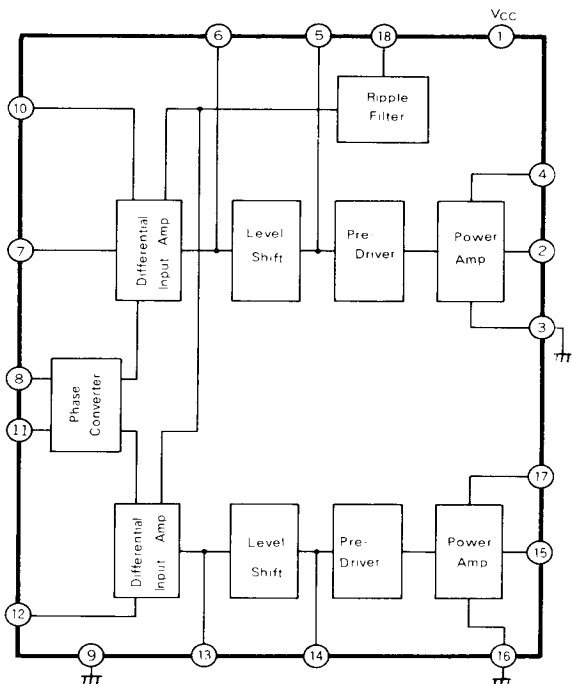 VCC
6
5
18
1
Ripple
Filter
10
4
7
Differential
Input Amp
Level
Shift
Pre-
Driver
Power
Amp
2
3
8
11
Phase
Converter
17
Differential
Input Amp
Level
Shift
Pre-
Driver
Power
Amp
15
12
9
13
14
16